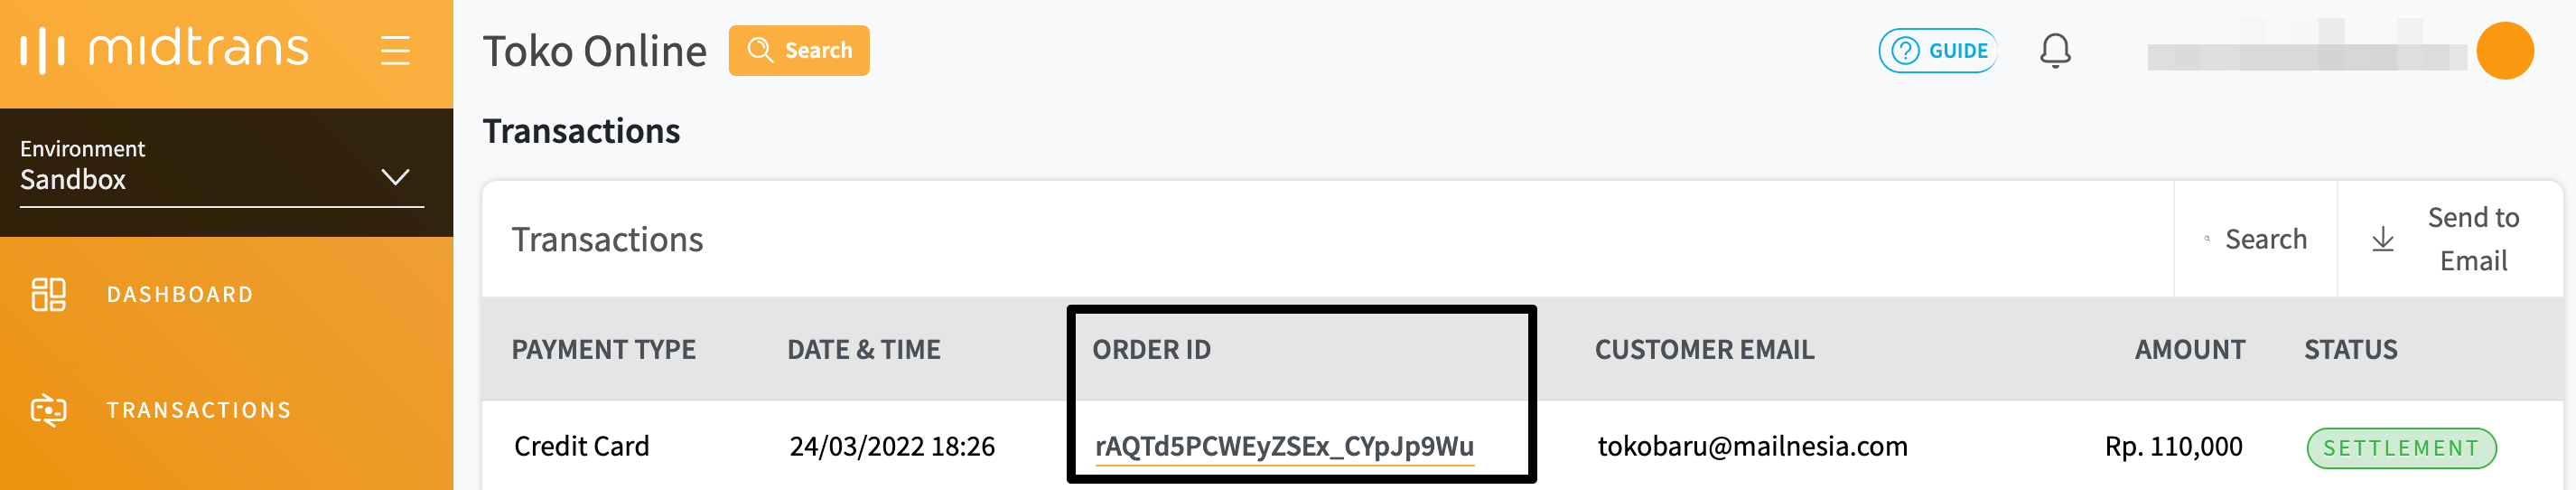 midtrans
Toko Online
Search
GUIDE
Environment
Sandbox
DASHBOARD
TRANSACTIONS
Transactions
Transactions
Search
Send to
Email
PAYMENT TYPE DATE & TIME ORDER ID CUSTOMER EMAIL AMOUNT STATUS
Credit Card 24/03/2022 18:26 rAQTd5PCWEyZSEx_CYpJp9Wu tokobaru@mailnesia.com Rp. 110,000 SETTLEMENT